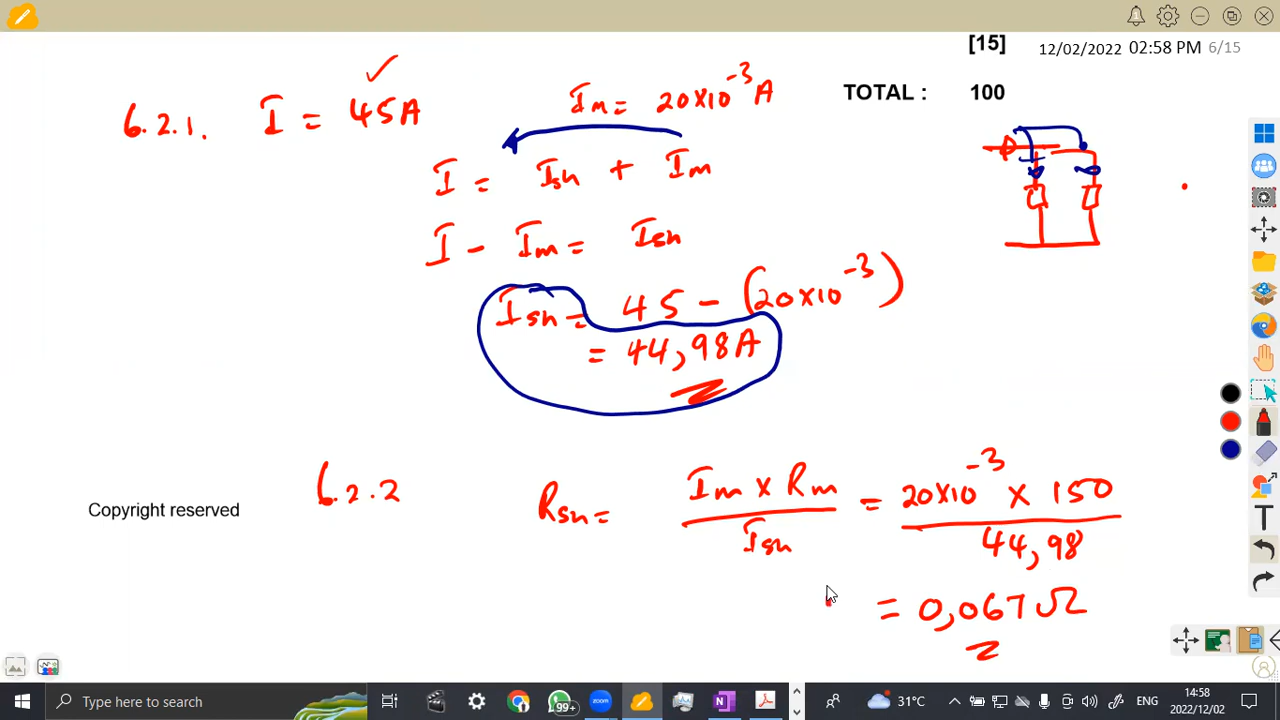 [15]
12/02/2022 02:58 PM 6/15
TOTAL : 100
6.2.1. I = 45A ✓
Im = 20×10⁻³A
I = Ish + Im
I - Im = Ish
Ish = 45 - (20×10⁻³)
= 44,98A
6.2.2 Rsh = Im × Rm / Ish = 20×10⁻³ × 150 / 44,98
= 0,067Ω
Copyright reserved
T
Type here to search
99+
31°C
ENG
14:58
2022/12/02